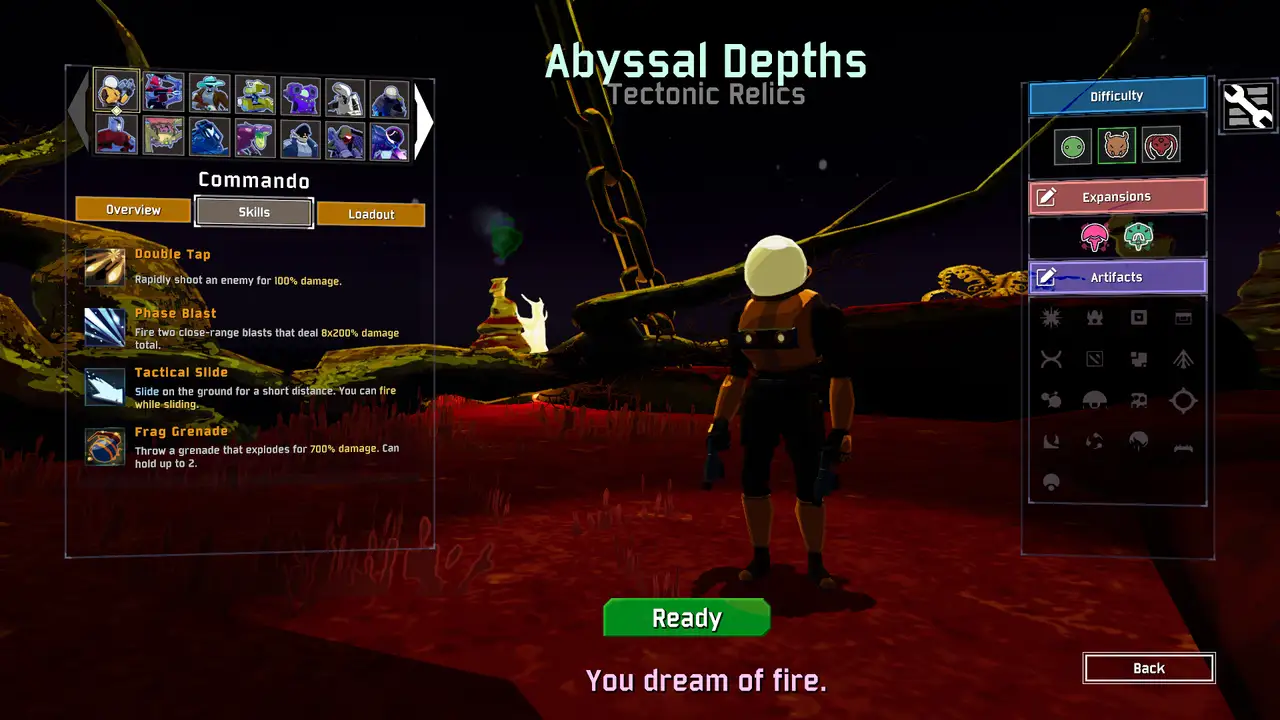 Abyssal Depths
Tectonic Relics
Commando
Overview
Skills
Loadout
Double Tap
Rapidly shoot an enemy for 100% damage.
Phase Blast
Fire two close-range blasts that deal 8x200% damage
total.
Tactical Slide
Slide on the ground for a short distance. You can fire
while sliding.
Frag Grenade
Throw a grenade that explodes for 700% damage. Can
hold up to 2.
Difficulty
Expansions
Artifacts
Ready
You dream of fire.
Back